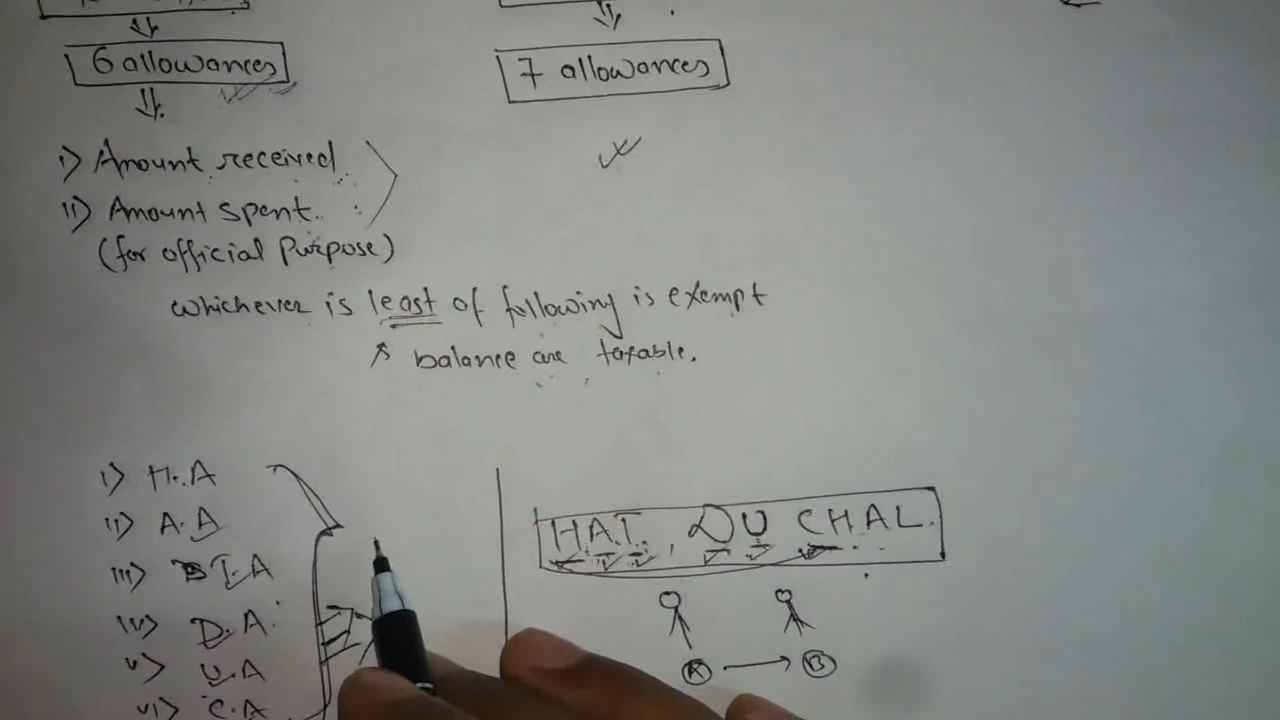 6 allowances
7 allowances
i) Amount received
ii) Amount spent.
(for official Purpose)
whichever is least of following is exempt
balance are taxable.
i) H.A
ii) A.A
iii) T.A
iv) D.A
v) U.A
vi) C.A
HAT, DU CHAL.
A → B